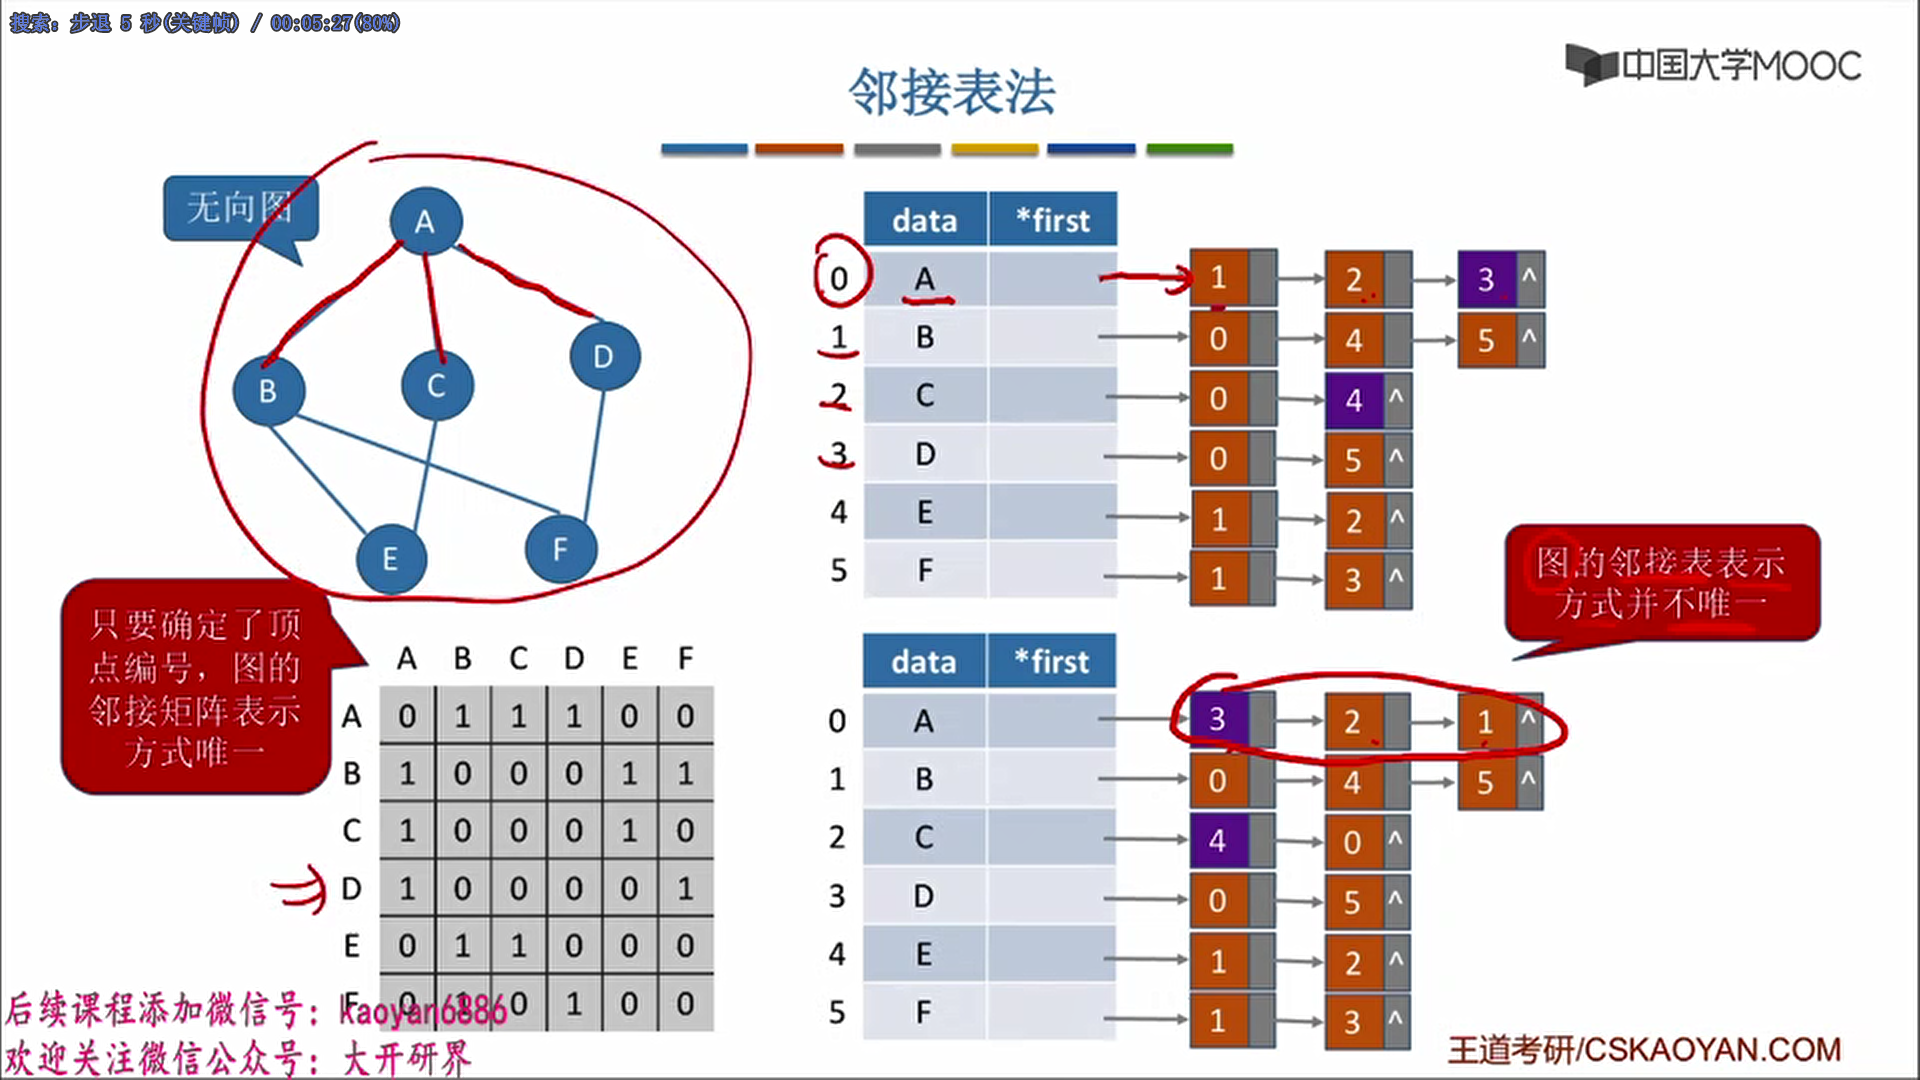 搜索: 步退 5 秒(关键帧) / 00:05:27(80%)
中国大学MOOC
邻接表法
无向图
A
B
C
D
E
F
data *first
0 A 1 2 3 ^
1 B 0 4 5 ^
2 C 0 4 ^
3 D 0 5 ^
4 E 1 2 ^
5 F 1 3 ^
图的邻接表表示
方式并不唯一
只要确定了顶
点编号，图的
邻接矩阵表示
方式唯一
A B C D E F
A 0 1 1 1 0 0
B 1 0 0 0 1 1
C 1 0 0 0 1 0
D 1 0 0 0 0 1
E 0 1 1 0 0 0
F 0 1 0 1 0 0
data *first
0 A 3 2 1 ^
1 B 0 4 5 ^
2 C 4 0 ^
3 D 0 5 ^
4 E 1 2 ^
5 F 1 3 ^
后续课程添加微信号：kaoyan6886
欢迎关注微信公众号：大开研界
王道考研/CSKAOYAN.COM